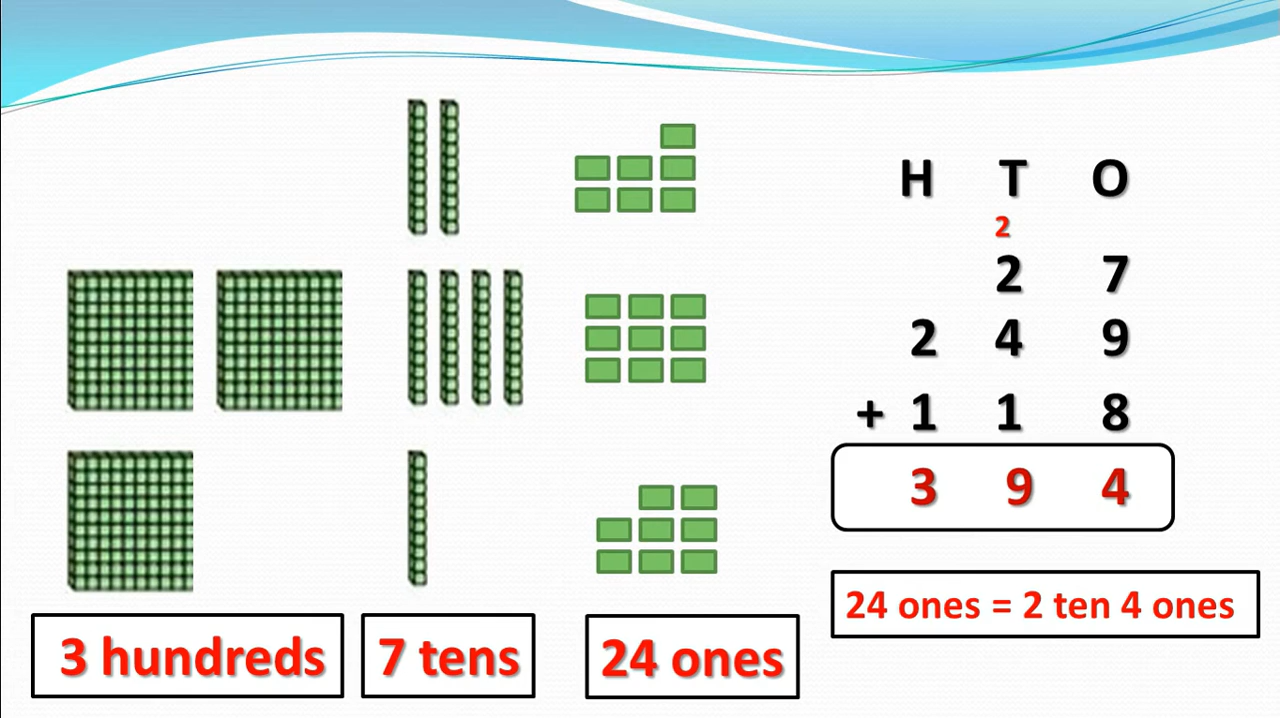 H T O
2
2 7
2 4 9
+ 1 1 8
3 9 4
24 ones = 2 ten 4 ones
3 hundreds
7 tens
24 ones